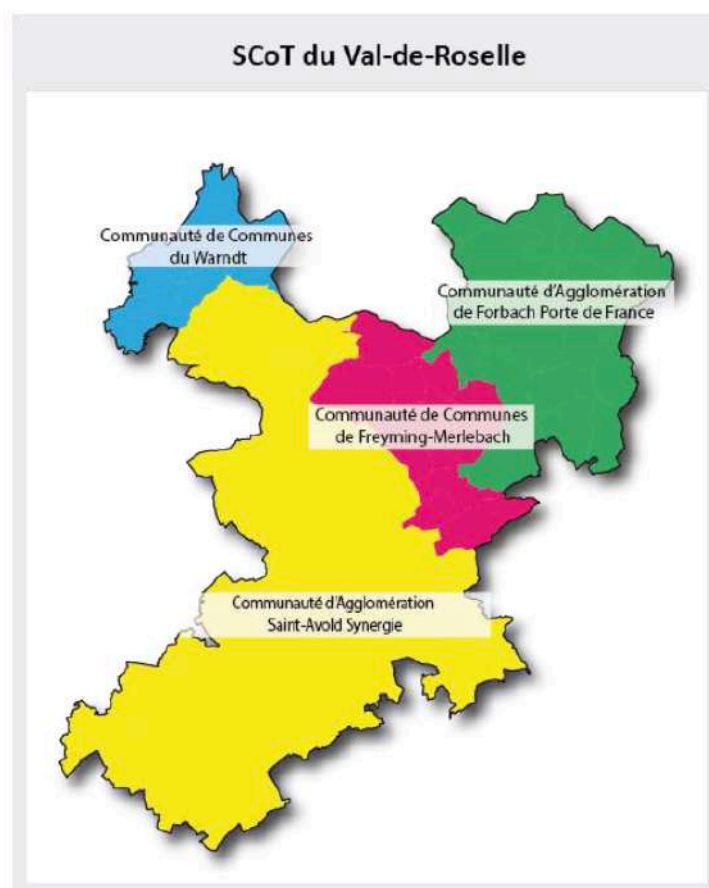 SCoT du Val-de-Roselle
Communauté de Communes
du Warndt
Communauté d'Agglomération
de Forbach Porte de France
Communauté de Communes
de Freyming-Merlebach
Communauté d'Agglomération
Saint-Avold Synergie